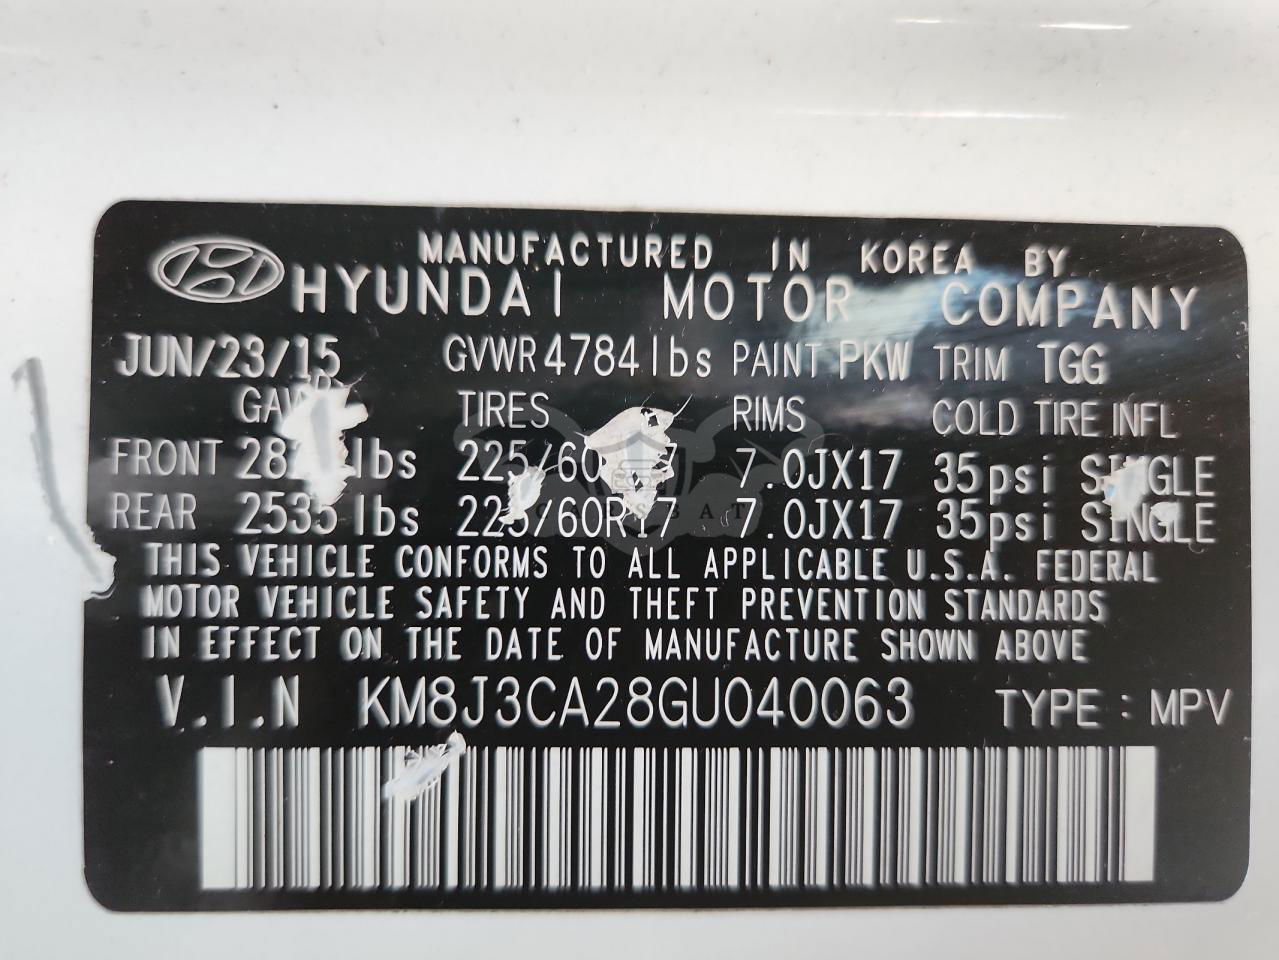 MANUFACTURED IN KOREA BY
HYUNDAI MOTOR COMPANY
JUN/23/15 GVWR 4784lbs PAINT PKW TRIM TGG
TIRES RIMS COLD TIRE INFL
FRONT lbs 7.0JX17 35psi SINGLE
REAR 2535 lbs 225/60R17 7.0JX17 35psi SINGLE
THIS VEHICLE CONFORMS TO ALL APPLICABLE U.S.A. FEDERAL
MOTOR VEHICLE SAFETY AND THEFT PREVENTION STANDARDS
IN EFFECT ON THE DATE OF MANUFACTURE SHOWN ABOVE
V.I.N KM8J3CA28GU040063 TYPE : MPV